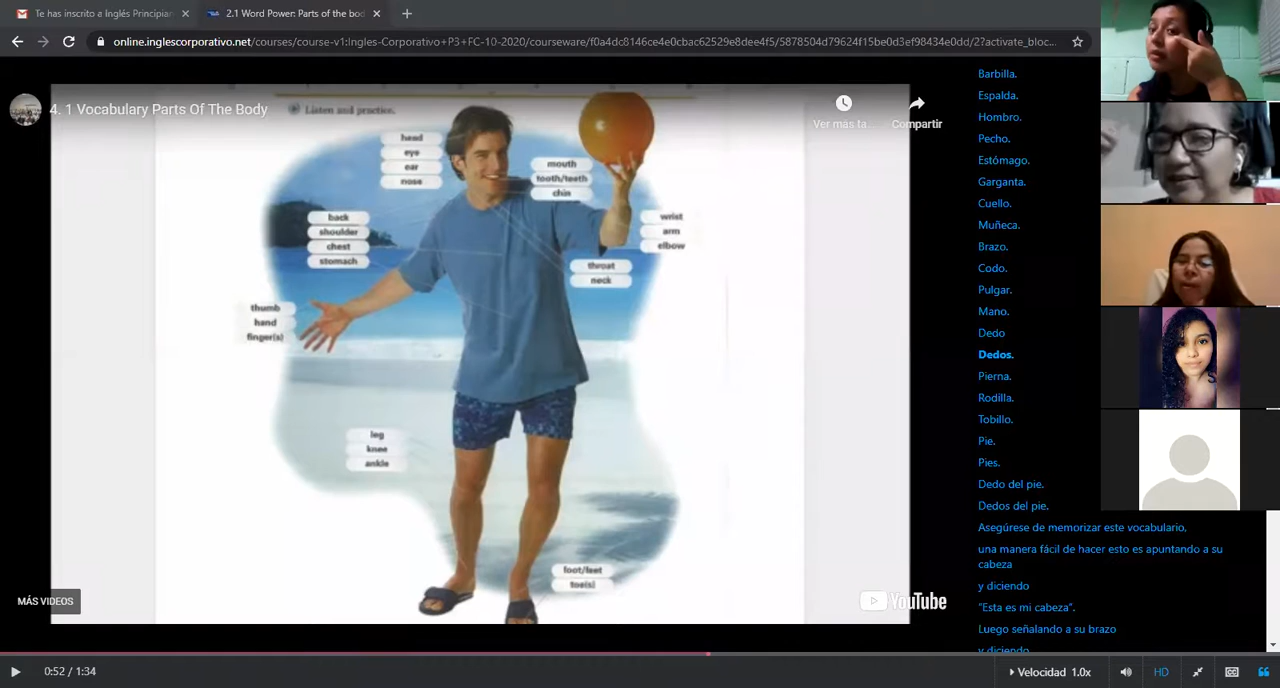 Te has inscrito a Inglés Principian
2.1 Word Power: Parts of the bod
online.inglescorporativo.net/courses/course-v1:Ingles-Corporativo+P3+FC-10-2020/courseware/f0a4dc8146ce4e0cbac62529e8dee4f5/5878504d79624f15be0d3ef98434e0dd/2?activate_bloc...
4. 1 Vocabulary Parts Of The Body
Listen and practice.
Ver más ta...
Compartir
head
eye
ear
nose
mouth
tooth/teeth
chin
back
shoulder
chest
stomach
wrist
arm
elbow
throat
neck
thumb
hand
finger(s)
leg
knee
ankle
foot/feet
toe(s)
MÁS VIDEOS
YouTube
Barbilla.
Espalda.
Hombro.
Pecho.
Estómago.
Garganta.
Cuello.
Muñeca.
Brazo.
Codo.
Pulgar.
Mano.
Dedo
Dedos.
Pierna.
Rodilla.
Tobillo.
Pie.
Pies.
Dedo del pie.
Dedos del pie.
Asegúrese de memorizar este vocabulario,
una manera fácil de hacer esto es apuntando a su
cabeza
y diciendo
"Esta es mi cabeza".
Luego señalando a su brazo
y diciendo
0:52 / 1:34
Velocidad 1.0x
HD
CC